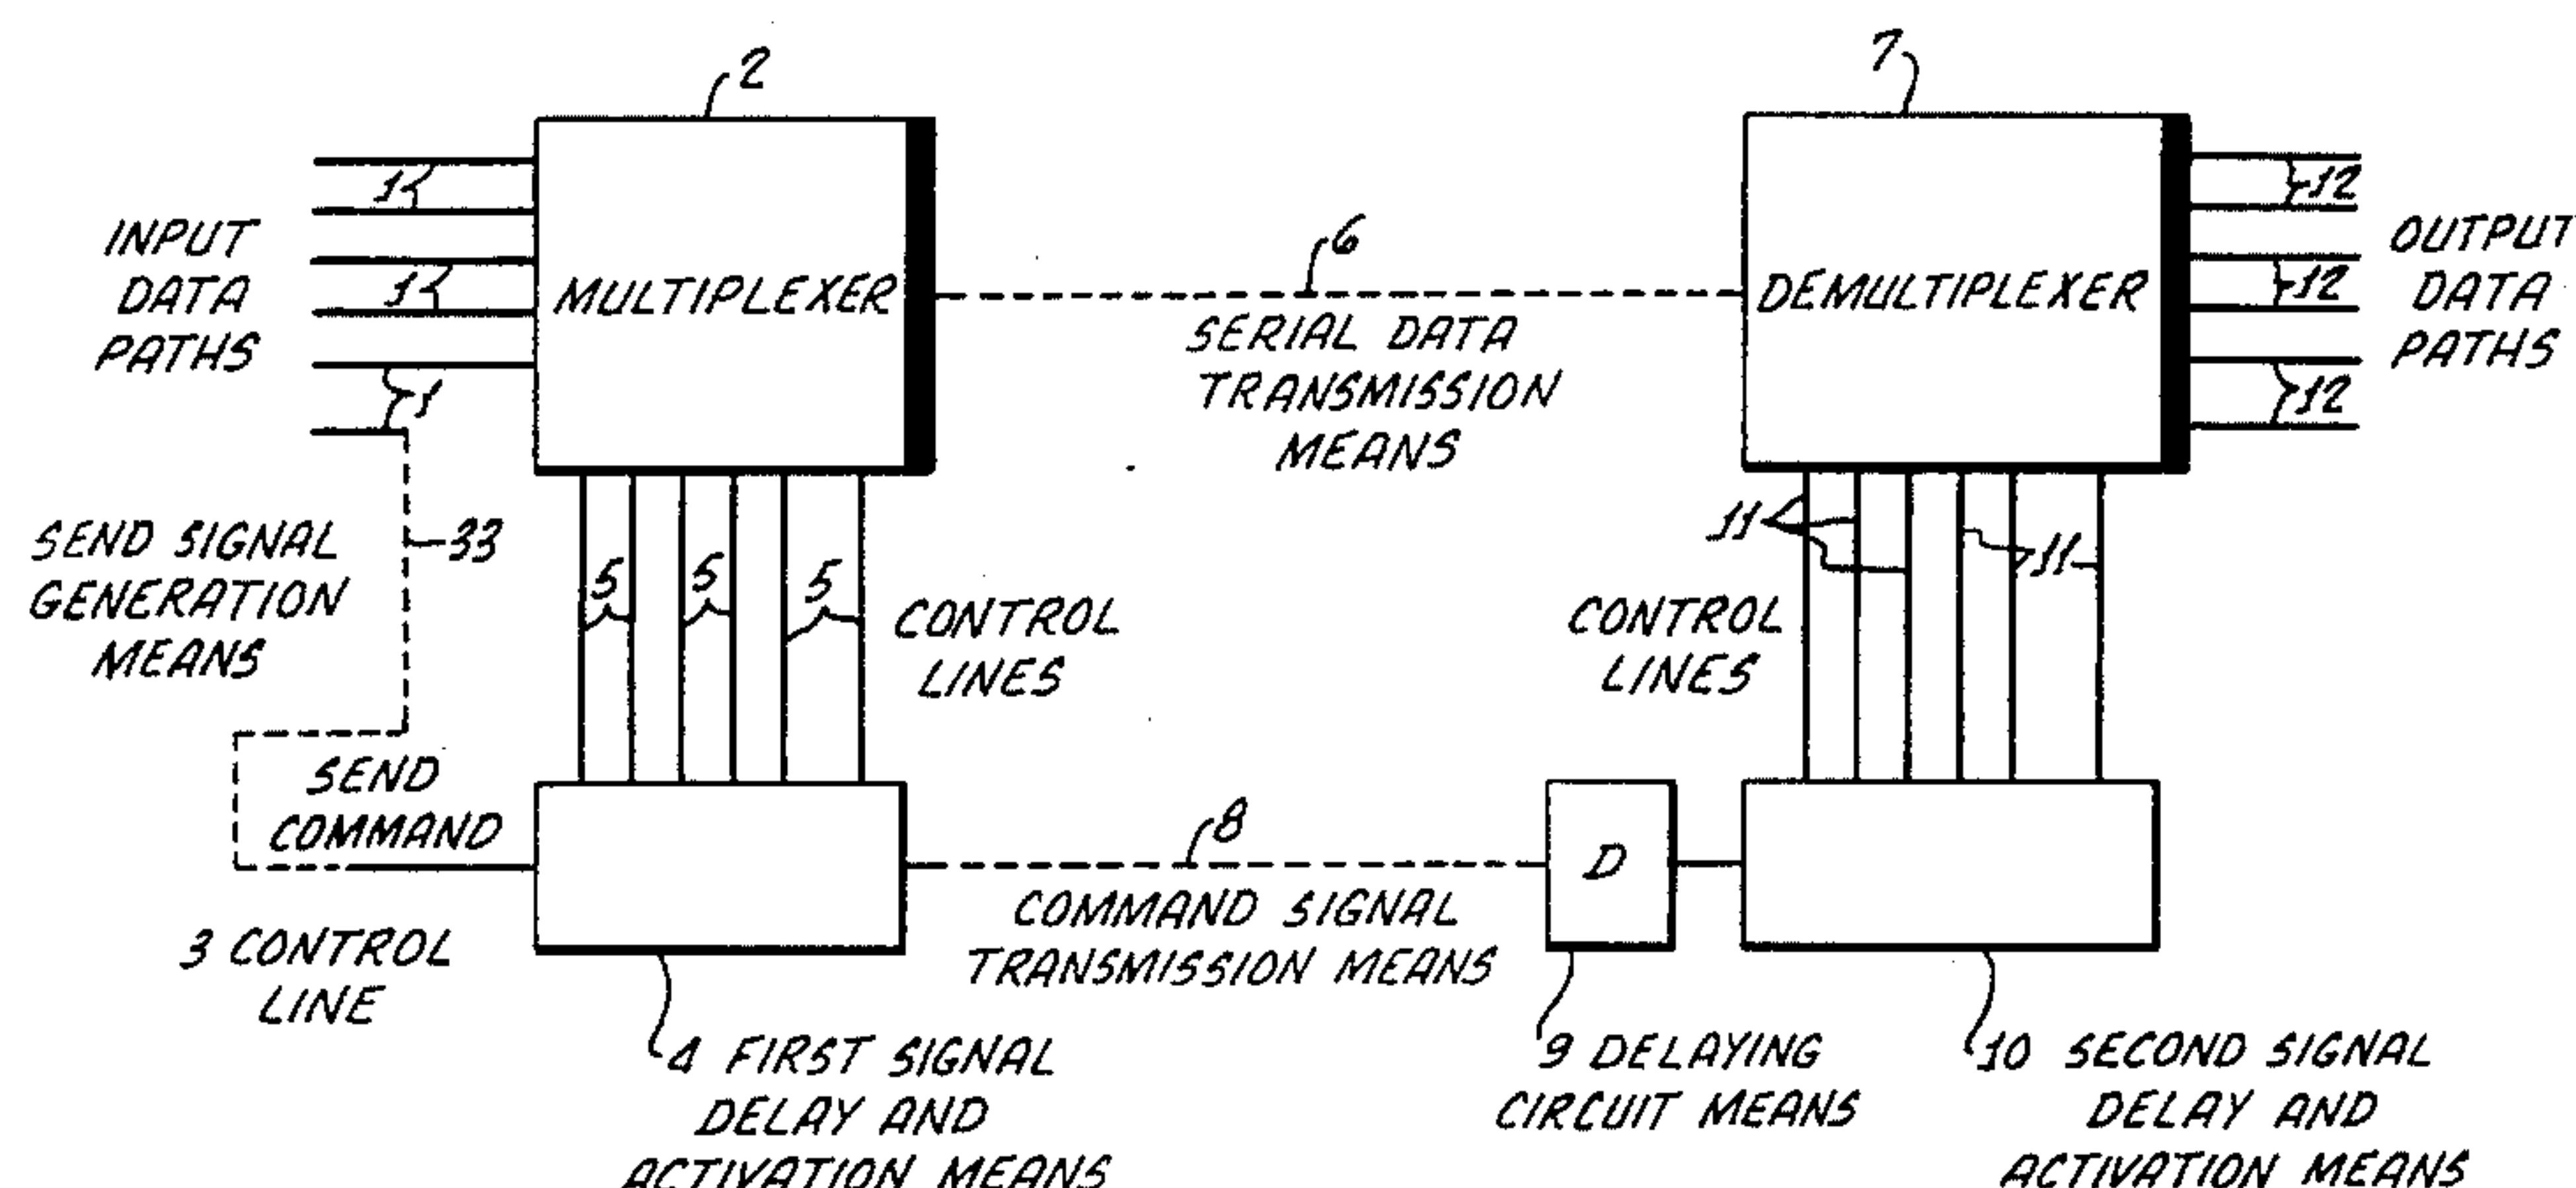 2
7
1
12
INPUT
DATA
PATHS
1
1
MULTIPLEXER
6
SERIAL DATA
TRANSMISSION
MEANS
DEMULTIPLEXER
12
12
OUTPUT
DATA
PATHS
SEND SIGNAL
GENERATION
MEANS
33
5
5
5
CONTROL
LINES
11
11
CONTROL
LINES
SEND
COMMAND
8
COMMAND SIGNAL
TRANSMISSION MEANS
D
3 CONTROL
LINE
4 FIRST SIGNAL
DELAY AND
ACTIVATION MEANS
9 DELAYING
CIRCUIT MEANS
10 SECOND SIGNAL
DELAY AND
ACTIVATION MEANS